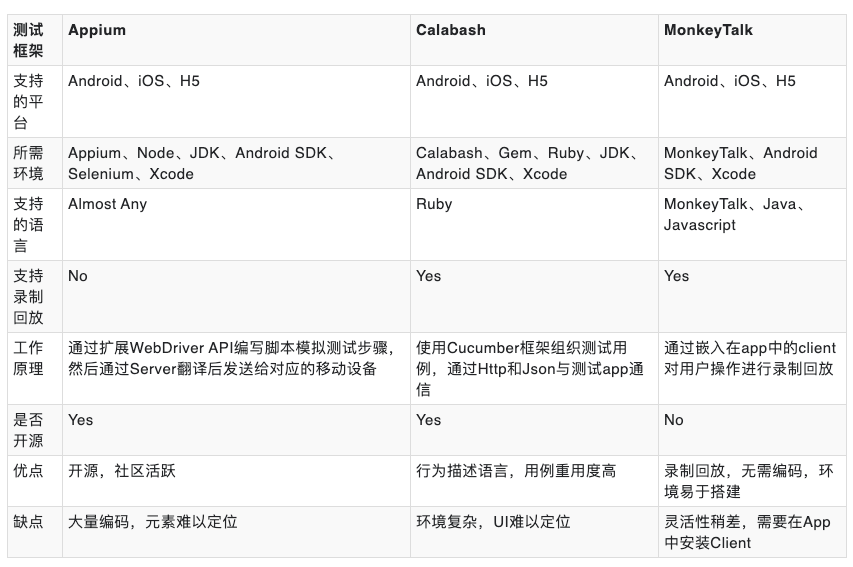 测试 Appium Calabash MonkeyTalk
框架
支持 Android、iOS、H5 Android、iOS、H5 Android、iOS、H5
的平
台
所需 Appium、Node、JDK、Android SDK、 Calabash、Gem、Ruby、JDK、 MonkeyTalk、Android
环境 Selenium、Xcode Android SDK、Xcode SDK、Xcode
支持 Almost Any Ruby MonkeyTalk、Java、
的语 Javascript
言
支持 No Yes Yes
录制
回放
工作 通过扩展WebDriver API编写脚本模拟测试步骤， 使用Cucumber框架组织测试用 通过嵌入在app中的client
原理 然后通过Server翻译后发送给对应的移动设备 例，通过Http和Json与测试app通 对用户操作进行录制回放
信
是否 Yes Yes No
开源
优点 开源，社区活跃 行为描述语言，用例重用度高 录制回放，无需编码，环
境易于搭建
缺点 大量编码，元素难以定位 环境复杂，UI难以定位 灵活性稍差，需要在App
中安装Client